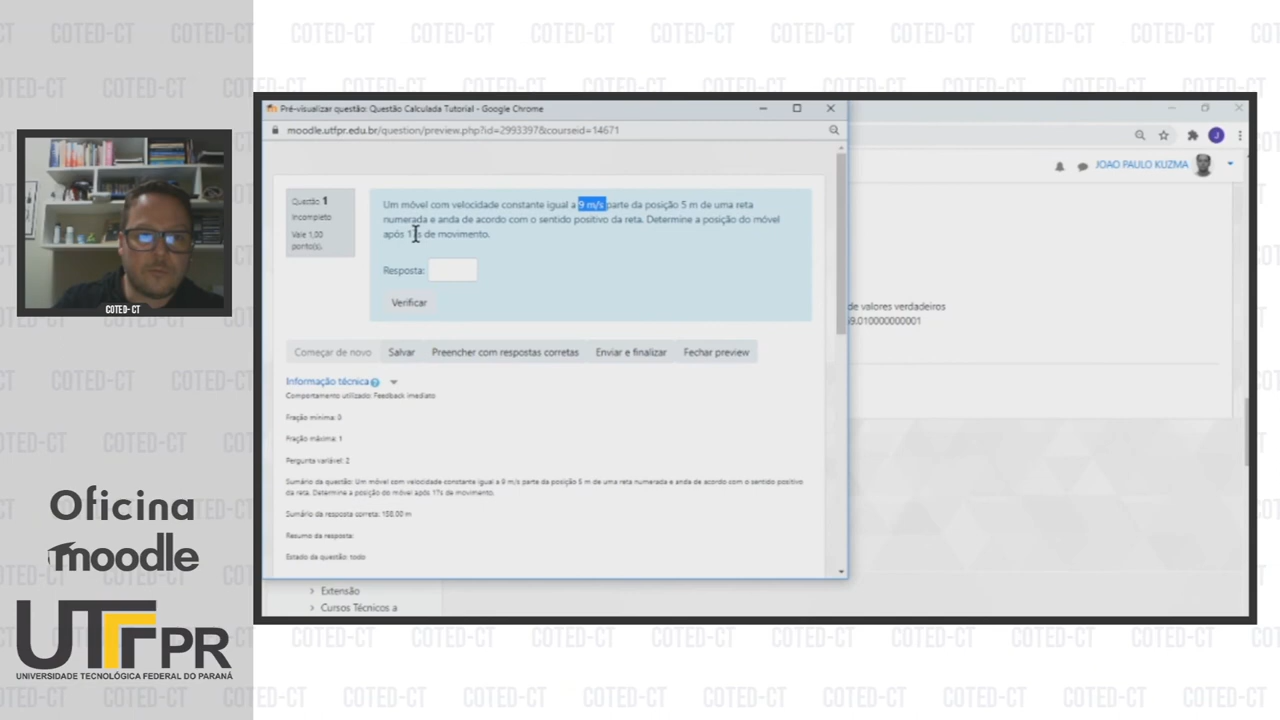 COTED-CT
Oficina
moodle
UTFPR
UNIVERSIDADE TECNOLÓGICA FEDERAL DO PARANÁ
Pré-visualizar questão: Questão Calculada Tutorial - Google Chrome
moodle.utfpr.edu.br/question/preview.php?id=2993397&courseid=14671
Questão 1
Incompleto
Vale 1,00
ponto(s).
Um móvel com velocidade constante igual a 9 m/s parte da posição 5 m de uma reta
numerada e anda de acordo com o sentido positivo da reta. Determine a posição do móvel
após 17s de movimento.
Resposta:
Verificar
Começar de novo
Salvar
Preencher com respostas corretas
Enviar e finalizar
Fechar preview
Informação técnica
Comportamento utilizado: Feedback imediato
Fração mínima: 0
Fração máxima: 1
Pergunta variável: 2
Sumário da questão: Um móvel com velocidade constante igual a 9 m/s parte da posição 5 m de uma reta numerada e anda de acordo com o sentido positivo
da reta. Determine a posição do móvel após 17s de movimento.
Sumário da resposta correta: 158.00 m
Resumo da resposta:
Estado da questão: todo
J
JOAO PAULO KUZMA
de valores verdadeiros
9.010000000001
Extensão
Cursos Técnicos a